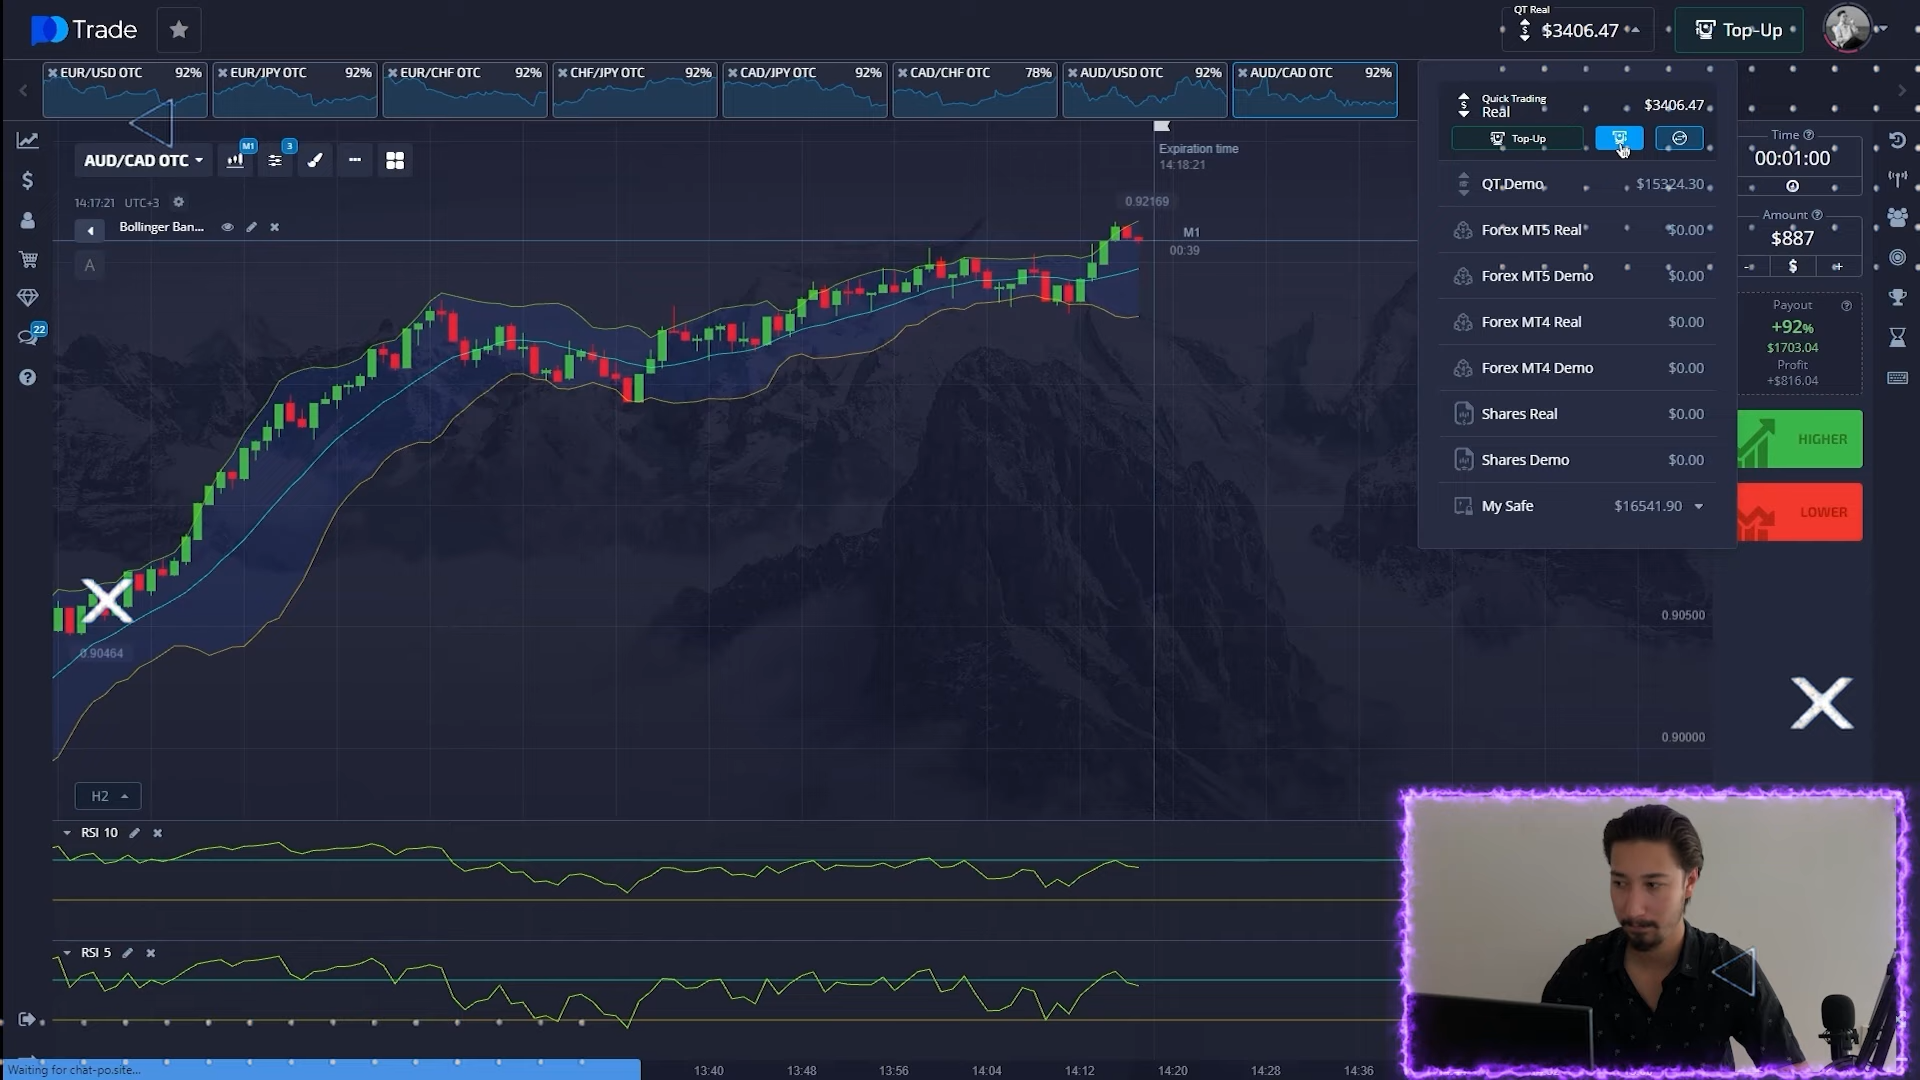 Trade
QT Real
$3406.47
Top-Up
EUR/USD OTC 92%
EUR/JPY OTC 92%
EUR/CHF OTC 92%
CHF/JPY OTC 92%
CAD/JPY OTC 92%
CAD/CHF OTC 78%
AUD/USD OTC 92%
AUD/CAD OTC 92%
AUD/CAD OTC
M1
3
14:17:21 UTC+3
Bollinger Ban...
A
Expiration time
14:18:21
0.92169
M1
00:39
Quick Trading
Real
$3406.47
Top-Up
QT Demo $15324.30
Forex MT5 Real $0.00
Forex MT5 Demo $0.00
Forex MT4 Real $0.00
Forex MT4 Demo $0.00
Shares Real $0.00
Shares Demo $0.00
My Safe $16541.90
Time
00:01:00
Amount
$887
- $ +
Payout
+92%
$1703.04
Profit
+$816.04
HIGHER
LOWER
22
0.90464
0.90500
0.90000
H2
RSI 10
RSI 5
13:40 13:48 13:56 14:04 14:12 14:20 14:28 14:36
Waiting for chat-po.site...